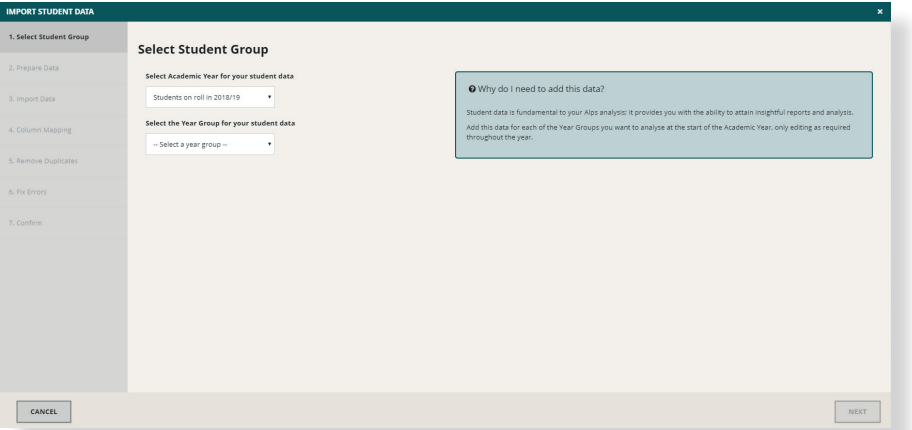 IMPORT STUDENT DATA
×
1. Select Student Group
2. Prepare Data
3. Import Data
4. Column Mapping
5. Remove Duplicates
6. Fix Errors
7. Confirm
Select Student Group
Select Academic Year for your student data
Students on roll in 2018/19
Select the Year Group for your student data
-- Select a year group --
Why do I need to add this data?
Student data is fundamental to your Alps analysis; it provides you with the ability to attain insightful reports and analysis.
Add this data for each of the Year Groups you want to analyse at the start of the Academic Year, only editing as required
throughout the year.
CANCEL
NEXT